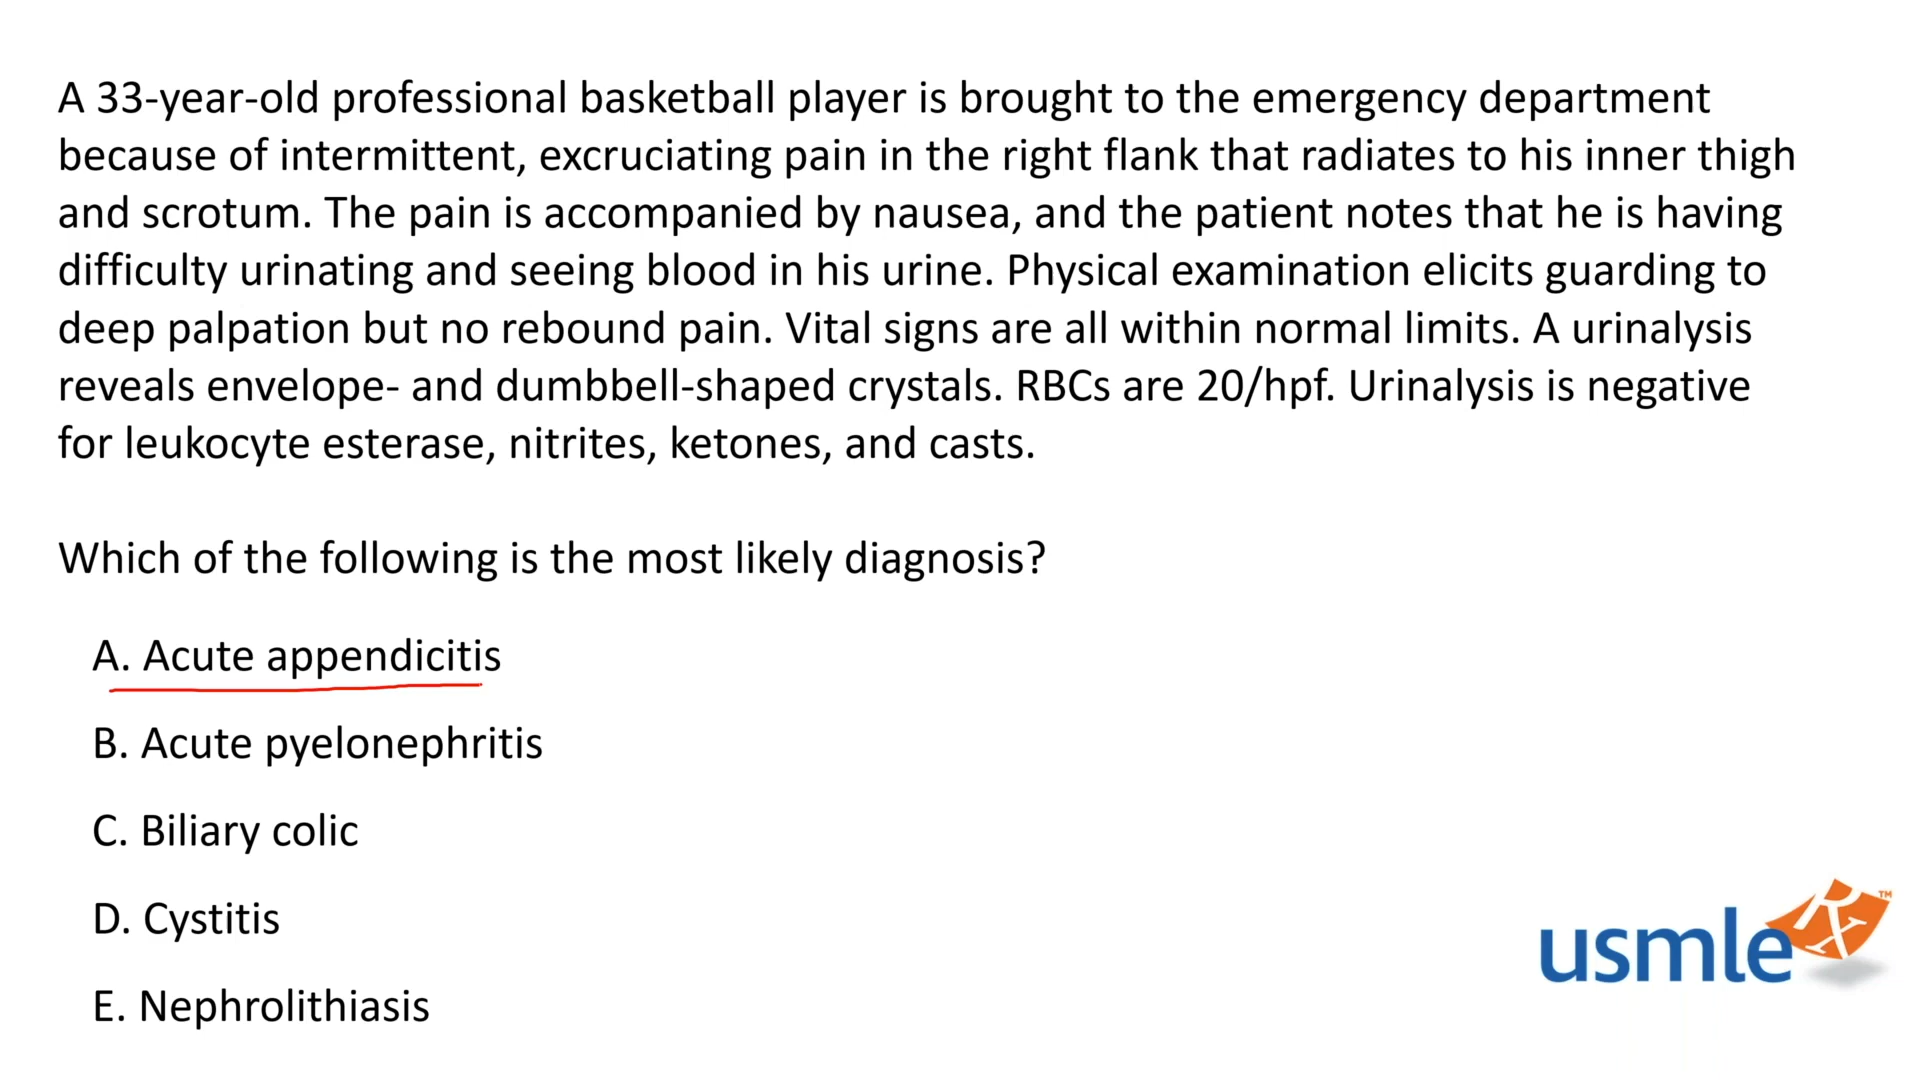 A 33-year-old professional basketball player is brought to the emergency department
because of intermittent, excruciating pain in the right flank that radiates to his inner thigh
and scrotum. The pain is accompanied by nausea, and the patient notes that he is having
difficulty urinating and seeing blood in his urine. Physical examination elicits guarding to
deep palpation but no rebound pain. Vital signs are all within normal limits. A urinalysis
reveals envelope- and dumbbell-shaped crystals. RBCs are 20/hpf. Urinalysis is negative
for leukocyte esterase, nitrites, ketones, and casts.
Which of the following is the most likely diagnosis?
A. Acute appendicitis
B. Acute pyelonephritis
C. Biliary colic
D. Cystitis
E. Nephrolithiasis
usmle Rx™